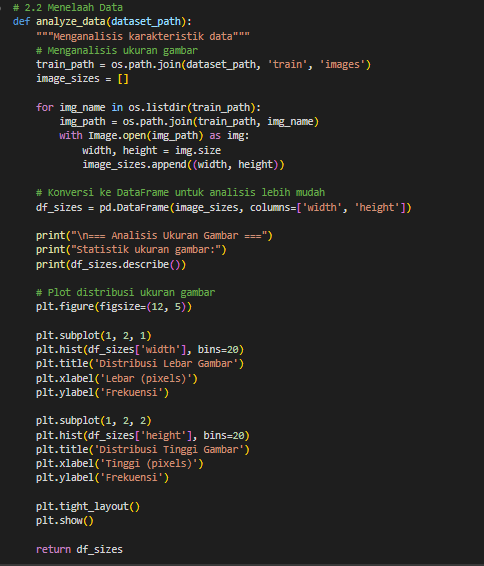 # 2.2 Menelaah Data
def analyze_data(dataset_path):
    """Menganalisis karakteristik data"""
    # Menganalisis ukuran gambar
    train_path = os.path.join(dataset_path, 'train', 'images')
    image_sizes = []

    for img_name in os.listdir(train_path):
        img_path = os.path.join(train_path, img_name)
        with Image.open(img_path) as img:
            width, height = img.size
            image_sizes.append((width, height))

    # Konversi ke DataFrame untuk analisis lebih mudah
    df_sizes = pd.DataFrame(image_sizes, columns=['width', 'height'])

    print("\n=== Analisis Ukuran Gambar ===")
    print("Statistik ukuran gambar:")
    print(df_sizes.describe())

    # Plot distribusi ukuran gambar
    plt.figure(figsize=(12, 5))

    plt.subplot(1, 2, 1)
    plt.hist(df_sizes['width'], bins=20)
    plt.title('Distribusi Lebar Gambar')
    plt.xlabel('Lebar (pixels)')
    plt.ylabel('Frekuensi')

    plt.subplot(1, 2, 2)
    plt.hist(df_sizes['height'], bins=20)
    plt.title('Distribusi Tinggi Gambar')
    plt.xlabel('Tinggi (pixels)')
    plt.ylabel('Frekuensi')

    plt.tight_layout()
    plt.show()

    return df_sizes